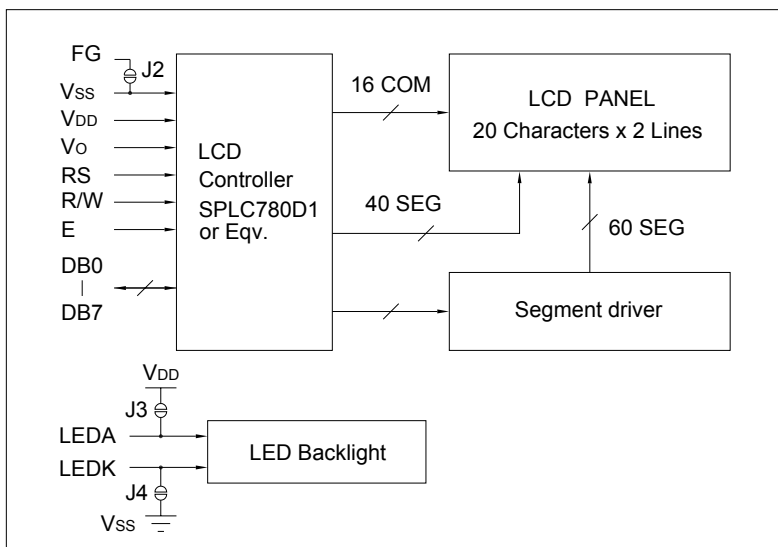 FG
J2
VSS
VDD
VO
RS
R/W
E
DB0
DB7
LCD
Controller
SPLC780D1
or Eqv.
16 COM
LCD PANEL
20 Characters x 2 Lines
40 SEG
60 SEG
Segment driver
VDD
J3
LEDA
LEDK
J4
VSS
LED Backlight